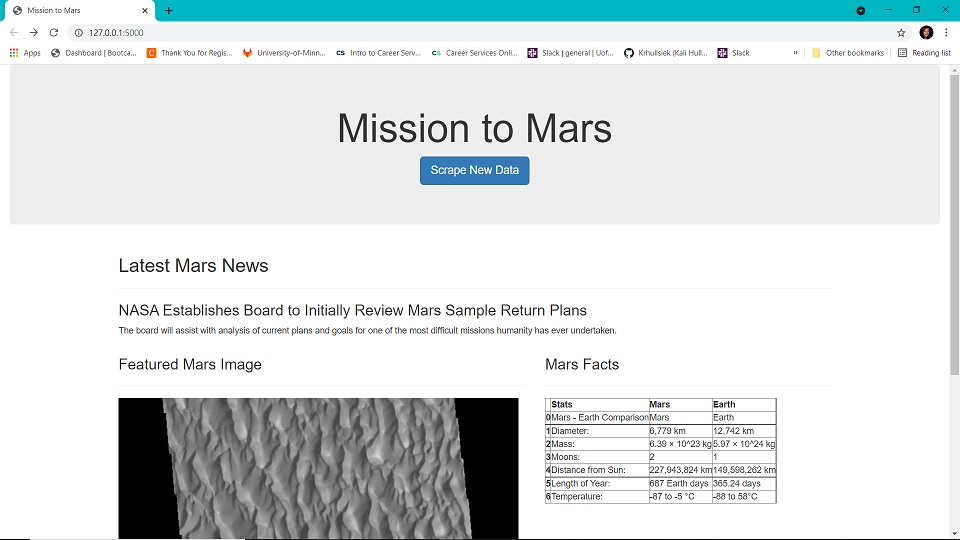 Mission to Mars
127.0.0.1:5000
Apps Dashboard | Bootca... Thank You for Regis... University-of-Minn... Intro to Career Serv... Career Services Onli... Slack | general | Uof... Krhullsiek (Kali Hull... Slack » Other bookmarks Reading list
Mission to Mars
Scrape New Data
Latest Mars News
NASA Establishes Board to Initially Review Mars Sample Return Plans
The board will assist with analysis of current plans and goals for one of the most difficult missions humanity has ever undertaken.
Featured Mars Image
Mars Facts
Stats Mars Earth
0 Mars - Earth Comparison Mars Earth
1 Diameter: 6,779 km 12,742 km
2 Mass: 6.39 × 10^23 kg 5.97 × 10^24 kg
3 Moons: 2 1
4 Distance from Sun: 227,943,824 km 149,598,262 km
5 Length of Year: 687 Earth days 365.24 days
6 Temperature: -87 to -5 °C -88 to 58°C